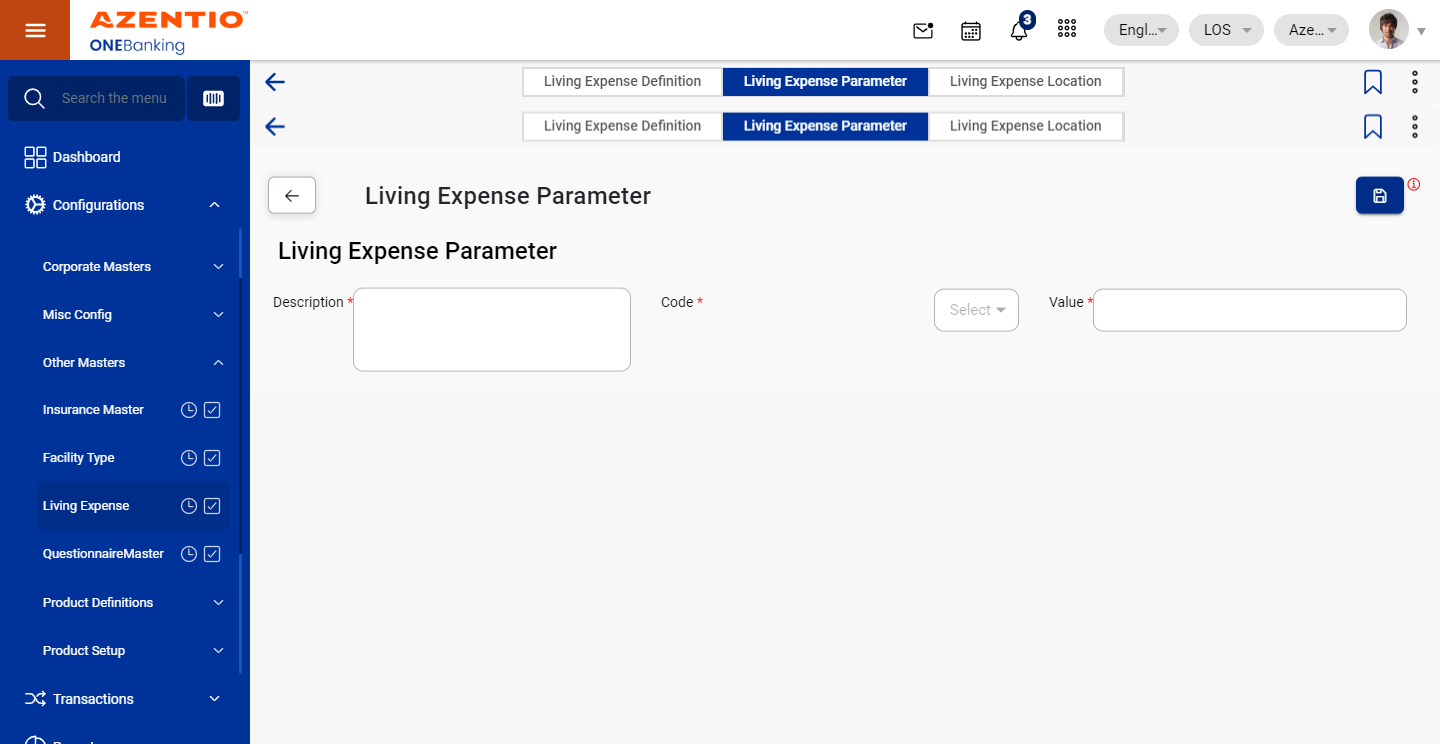 AZENTIO™
ONEBanking
3
Engl...
LOS
Aze...
Search the menu
Dashboard
Configurations
Corporate Masters
Misc Config
Other Masters
Insurance Master
Facility Type
Living Expense
QuestionnaireMaster
Product Definitions
Product Setup
Transactions
Living Expense Definition
Living Expense Parameter
Living Expense Location
Living Expense Definition
Living Expense Parameter
Living Expense Location
Living Expense Parameter
Living Expense Parameter
Description *
Code *
Select
Value *